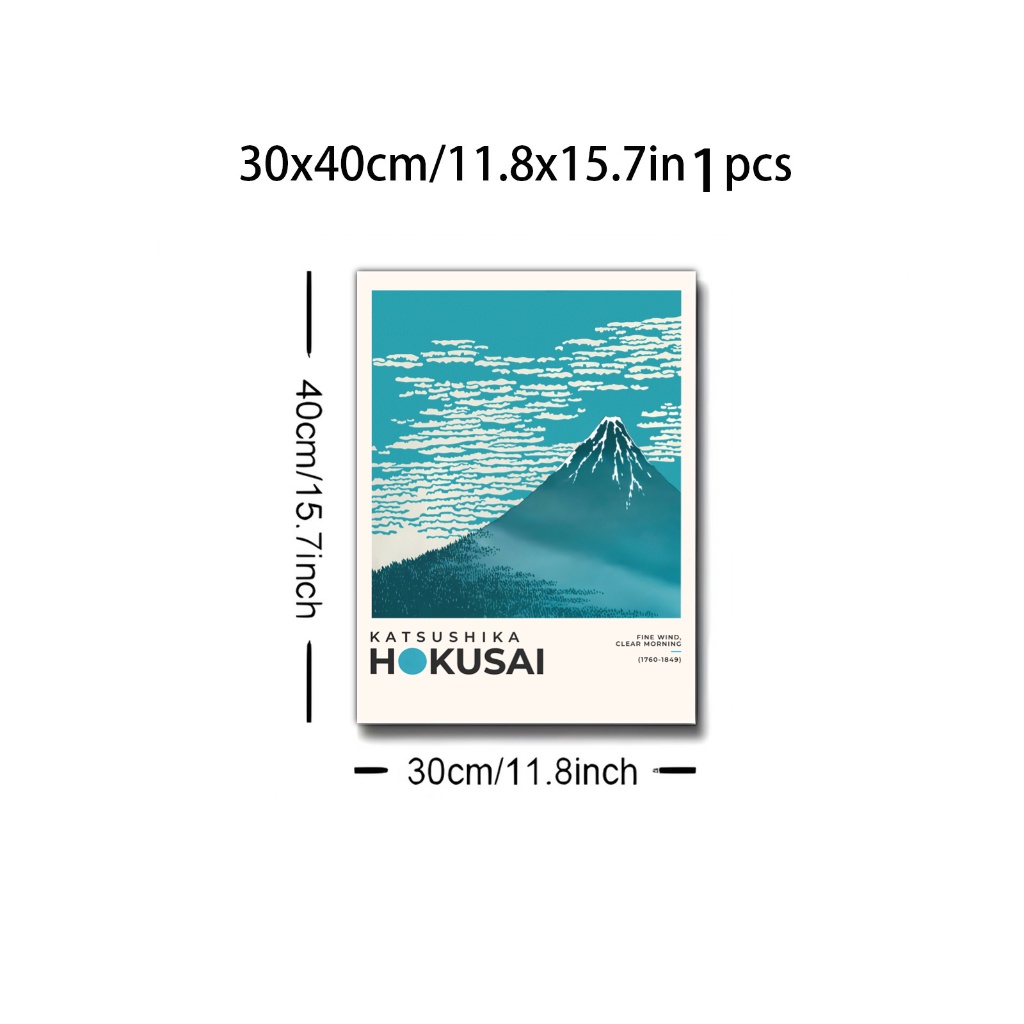 30x40cm/11.8x15.7in 1 pcs
40cm/15.7inch
KATSUSHIKA
HOKUSAI
FINE WIND,
CLEAR MORNING
(1760-1849)
30cm/11.8inch